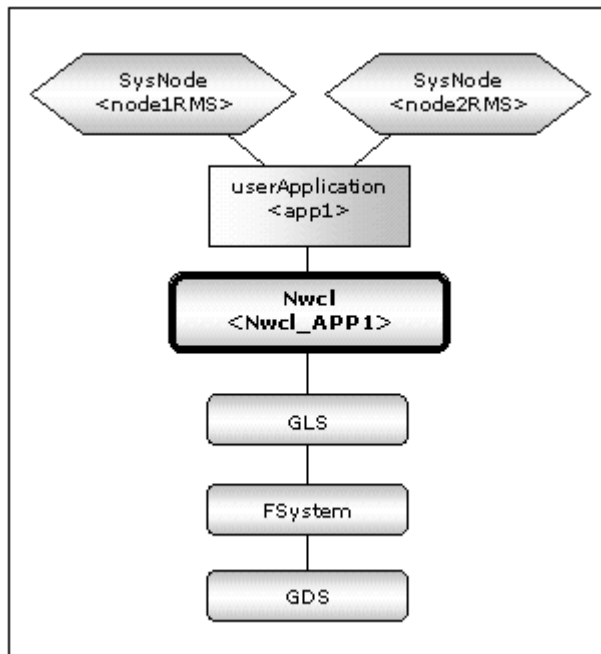 SysNode
<node1RMS>
SysNode
<node2RMS>
userApplication
<app1>
Nwcl
<Nwcl_APP1>
GLS
FSystem
GDS